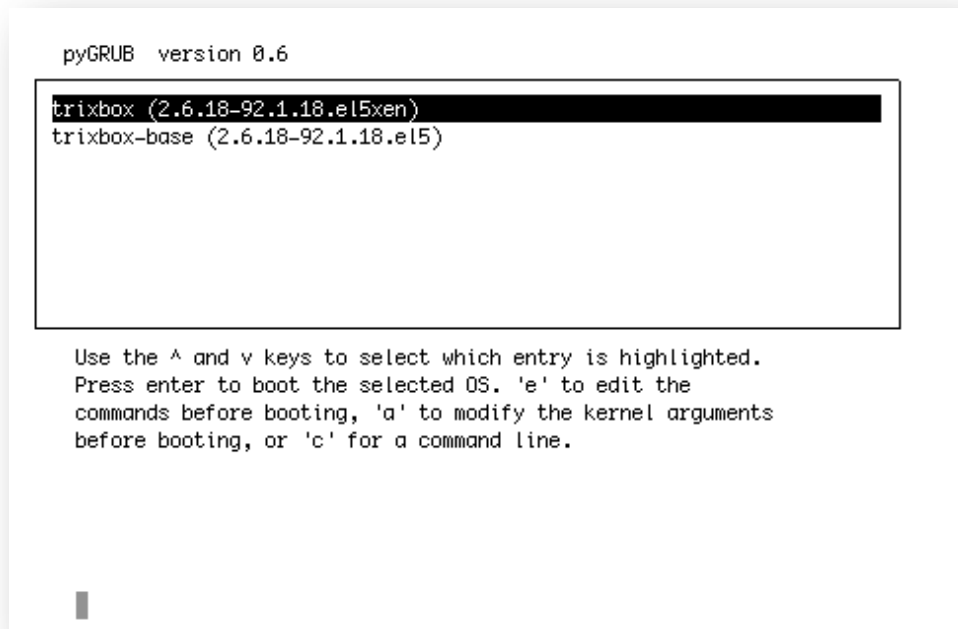 pyGRUB  version 0.6
trixbox (2.6.18-92.1.18.el5xen)
trixbox-base (2.6.18-92.1.18.el5)
Use the ^ and v keys to select which entry is highlighted.
Press enter to boot the selected OS. 'e' to edit the
commands before booting, 'a' to modify the kernel arguments
before booting, or 'c' for a command line.